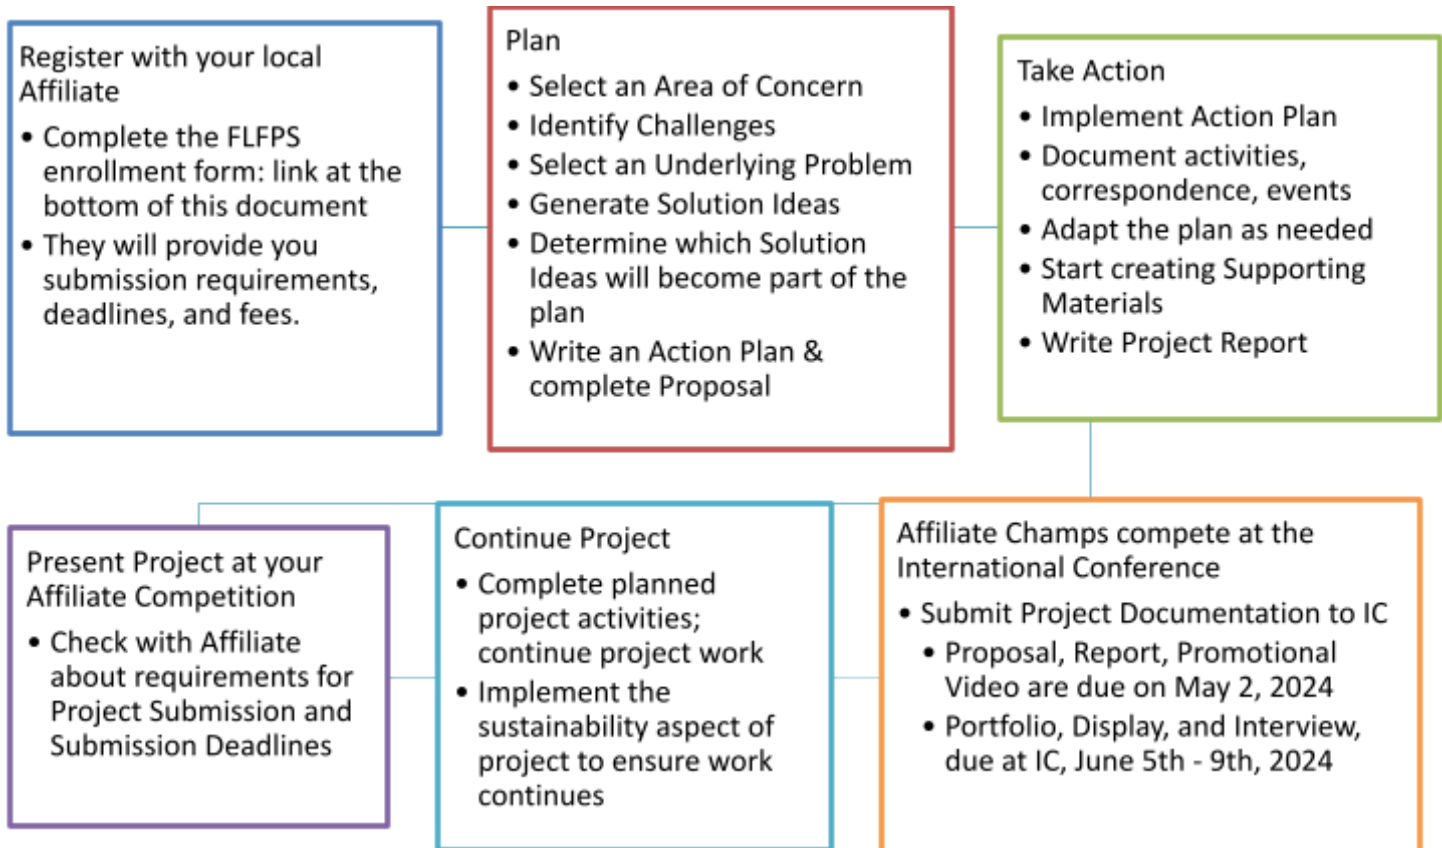 Register with your local
Affiliate
• Complete the FLFPS
enrollment form: link at the
bottom of this document
• They will provide you
submission requirements,
deadlines, and fees.
Plan
• Select an Area of Concern
• Identify Challenges
• Select an Underlying Problem
• Generate Solution Ideas
• Determine which Solution
Ideas will become part of the
plan
• Write an Action Plan &
complete Proposal
Take Action
• Implement Action Plan
• Document activities,
correspondence, events
• Adapt the plan as needed
• Start creating Supporting
Materials
• Write Project Report
Present Project at your
Affiliate Competition
• Check with Affiliate
about requirements for
Project Submission and
Submission Deadlines
Continue Project
• Complete planned
project activities;
continue project work
• Implement the
sustainability aspect of
project to ensure work
continues
Affiliate Champs compete at the
International Conference
• Submit Project Documentation to IC
• Proposal, Report, Promotional
Video are due on May 2, 2024
• Portfolio, Display, and Interview,
due at IC, June 5th - 9th, 2024